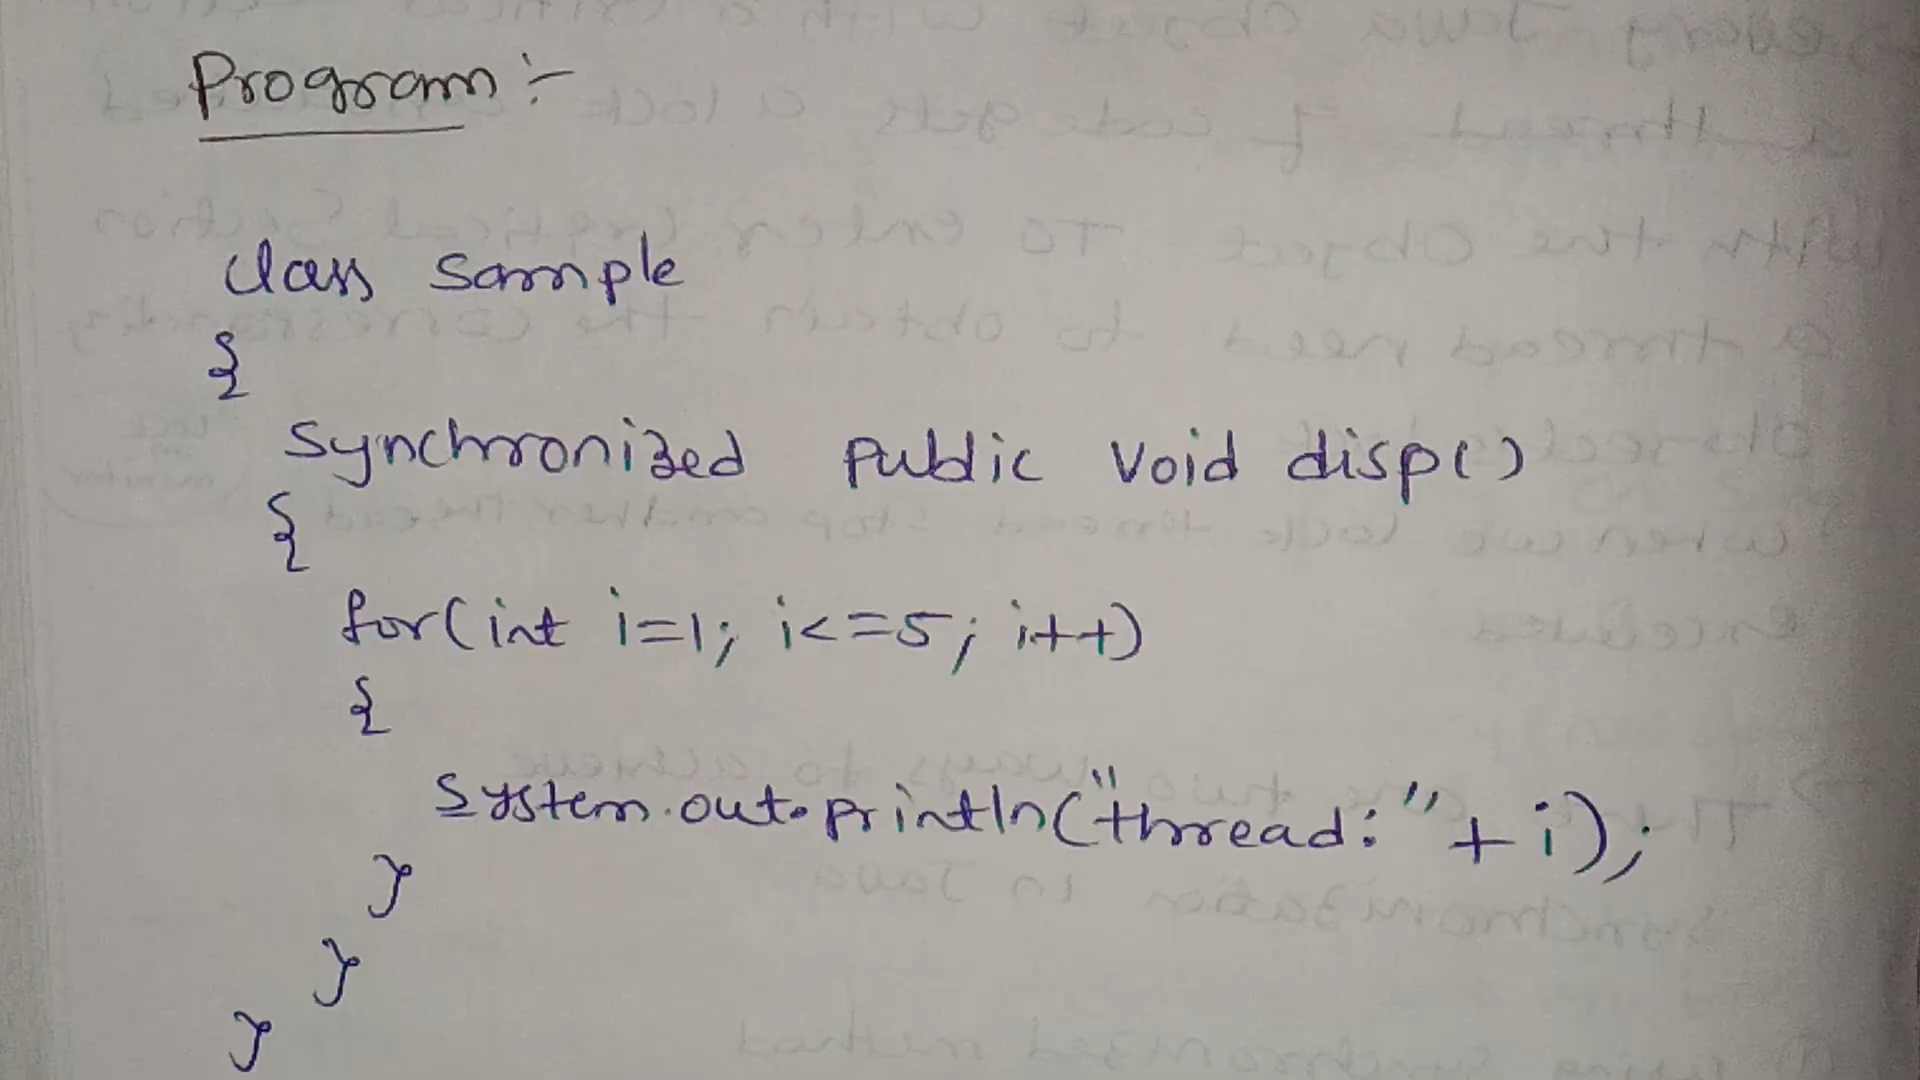 Program :-
class sample
{
synchronized public void disp()
{
for(int i=1; i<=5; i++)
{
System.out.println("thread: "+i);
}
}
}